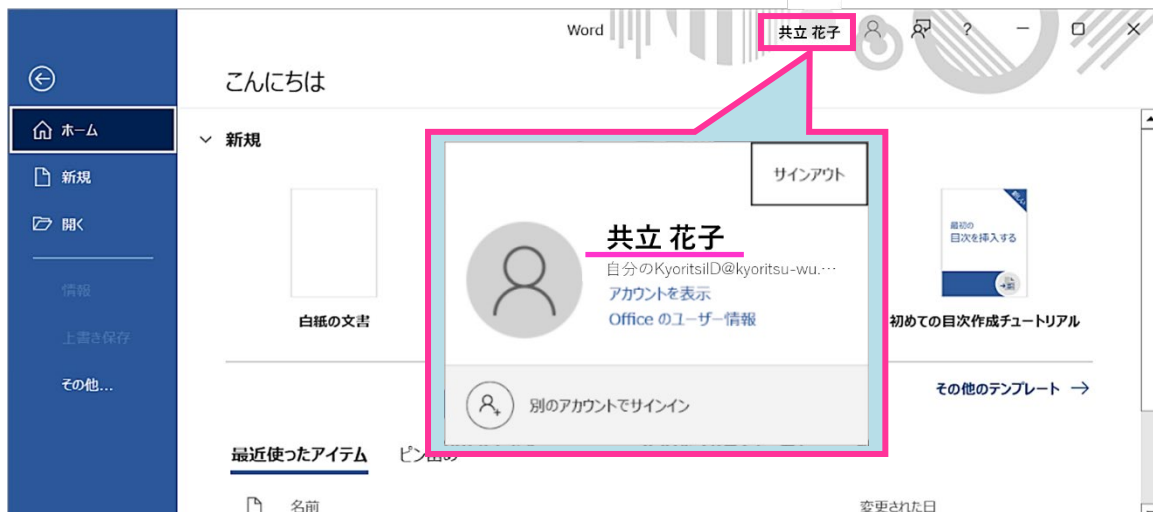 Word
共立 花子
?
こんにちは
ホーム
新規
新規
開く
情報
上書き保存
その他...
白紙の文書
サインアウト
共立 花子
自分のKyoritsiID@kyoritsu-wu.…
アカウントを表示
Office のユーザー情報
別のアカウントでサインイン
新しい
最初の
目次を挿入する
初めての目次作成チュートリアル
その他のテンプレート →
最近使ったアイテム
名前
変更された日